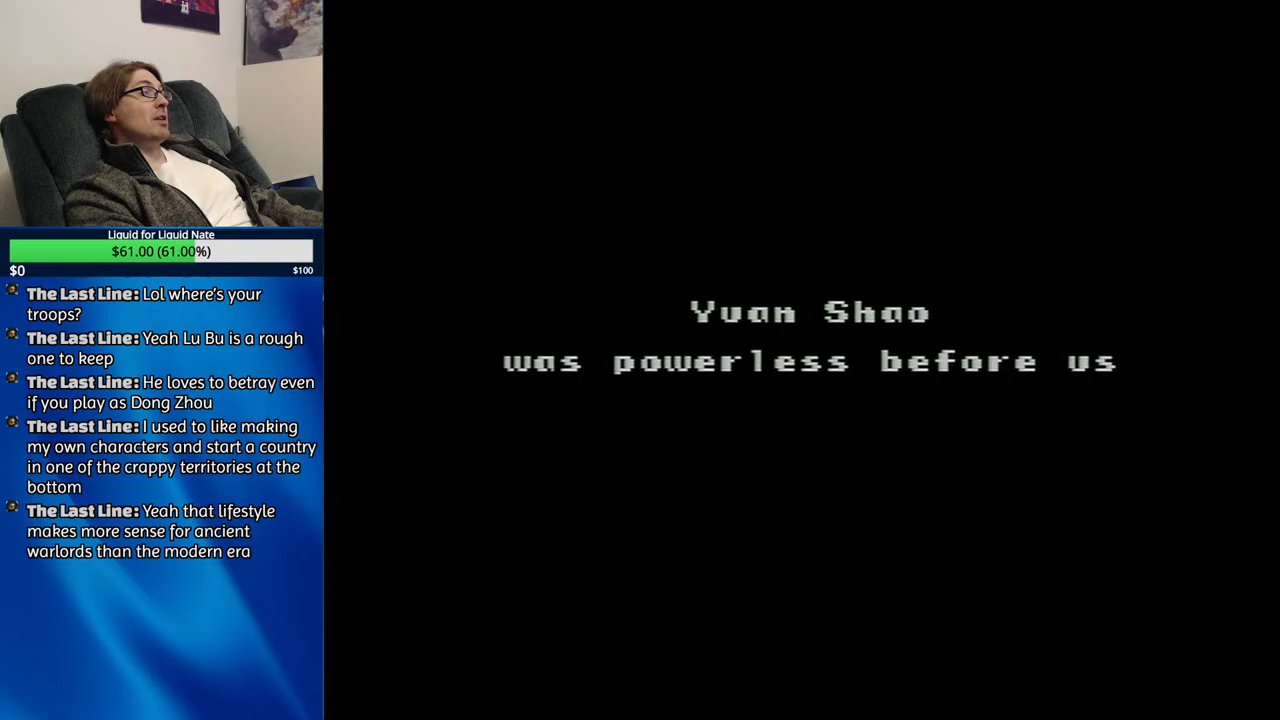 Liquid for Liquid Nate
$61.00 (61.00%)
$0
$100
The Last Line: Lol where's your
troops?
The Last Line: Yeah Lu Bu is a rough
one to keep
The Last Line: He loves to betray even
if you play as Dong Zhou
The Last Line: I used to like making
my own characters and start a country
in one of the crappy territories at the
bottom
The Last Line: Yeah that lifestyle
makes more sense for ancient
warlords than the modern era
Yuan Shao
was powerless before us